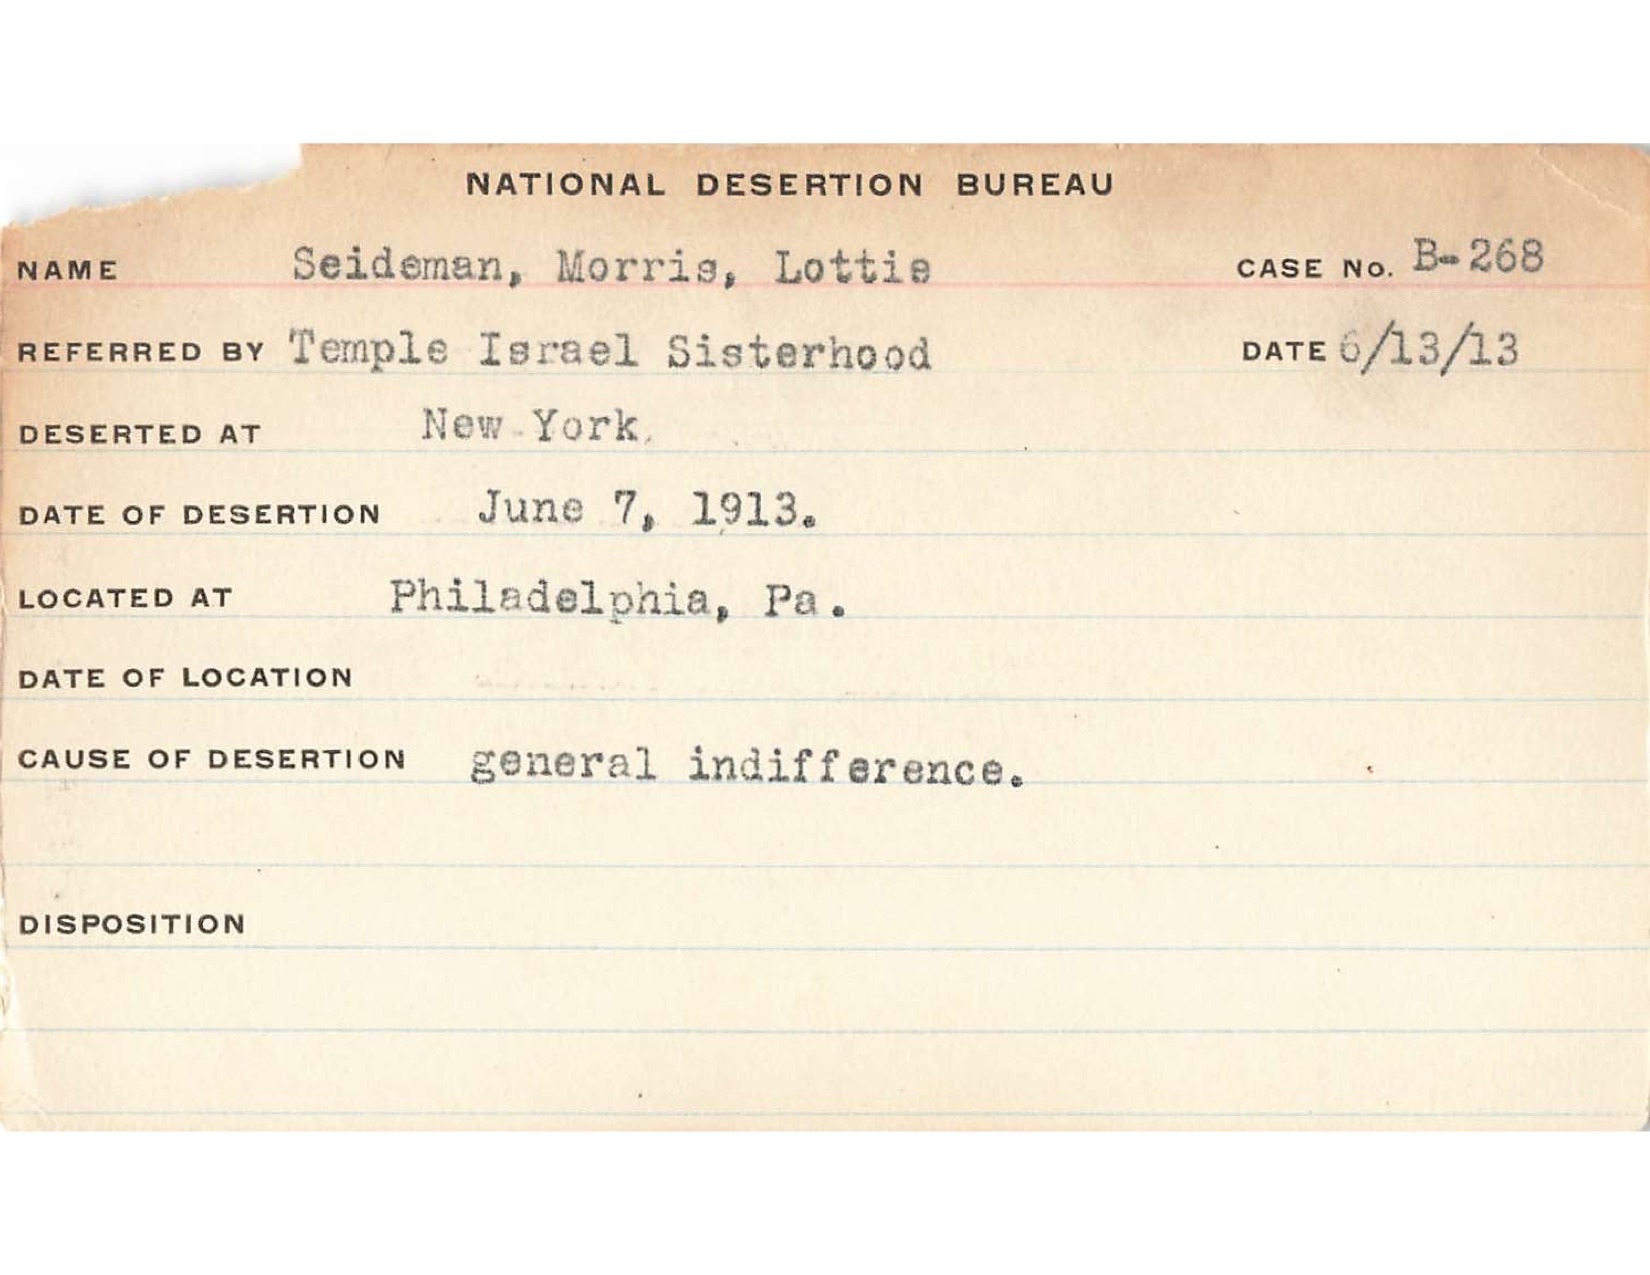 NATIONAL DESERTION BUREAU
NAME Seideman, Morris, Lottie CASE No. B-268
REFERRED BY Temple Israel Sisterhood DATE 6/13/13
DESERTED AT New York.
DATE OF DESERTION June 7, 1913.
LOCATED AT Philadelphia, Pa.
DATE OF LOCATION
CAUSE OF DESERTION general indifference.
DISPOSITION